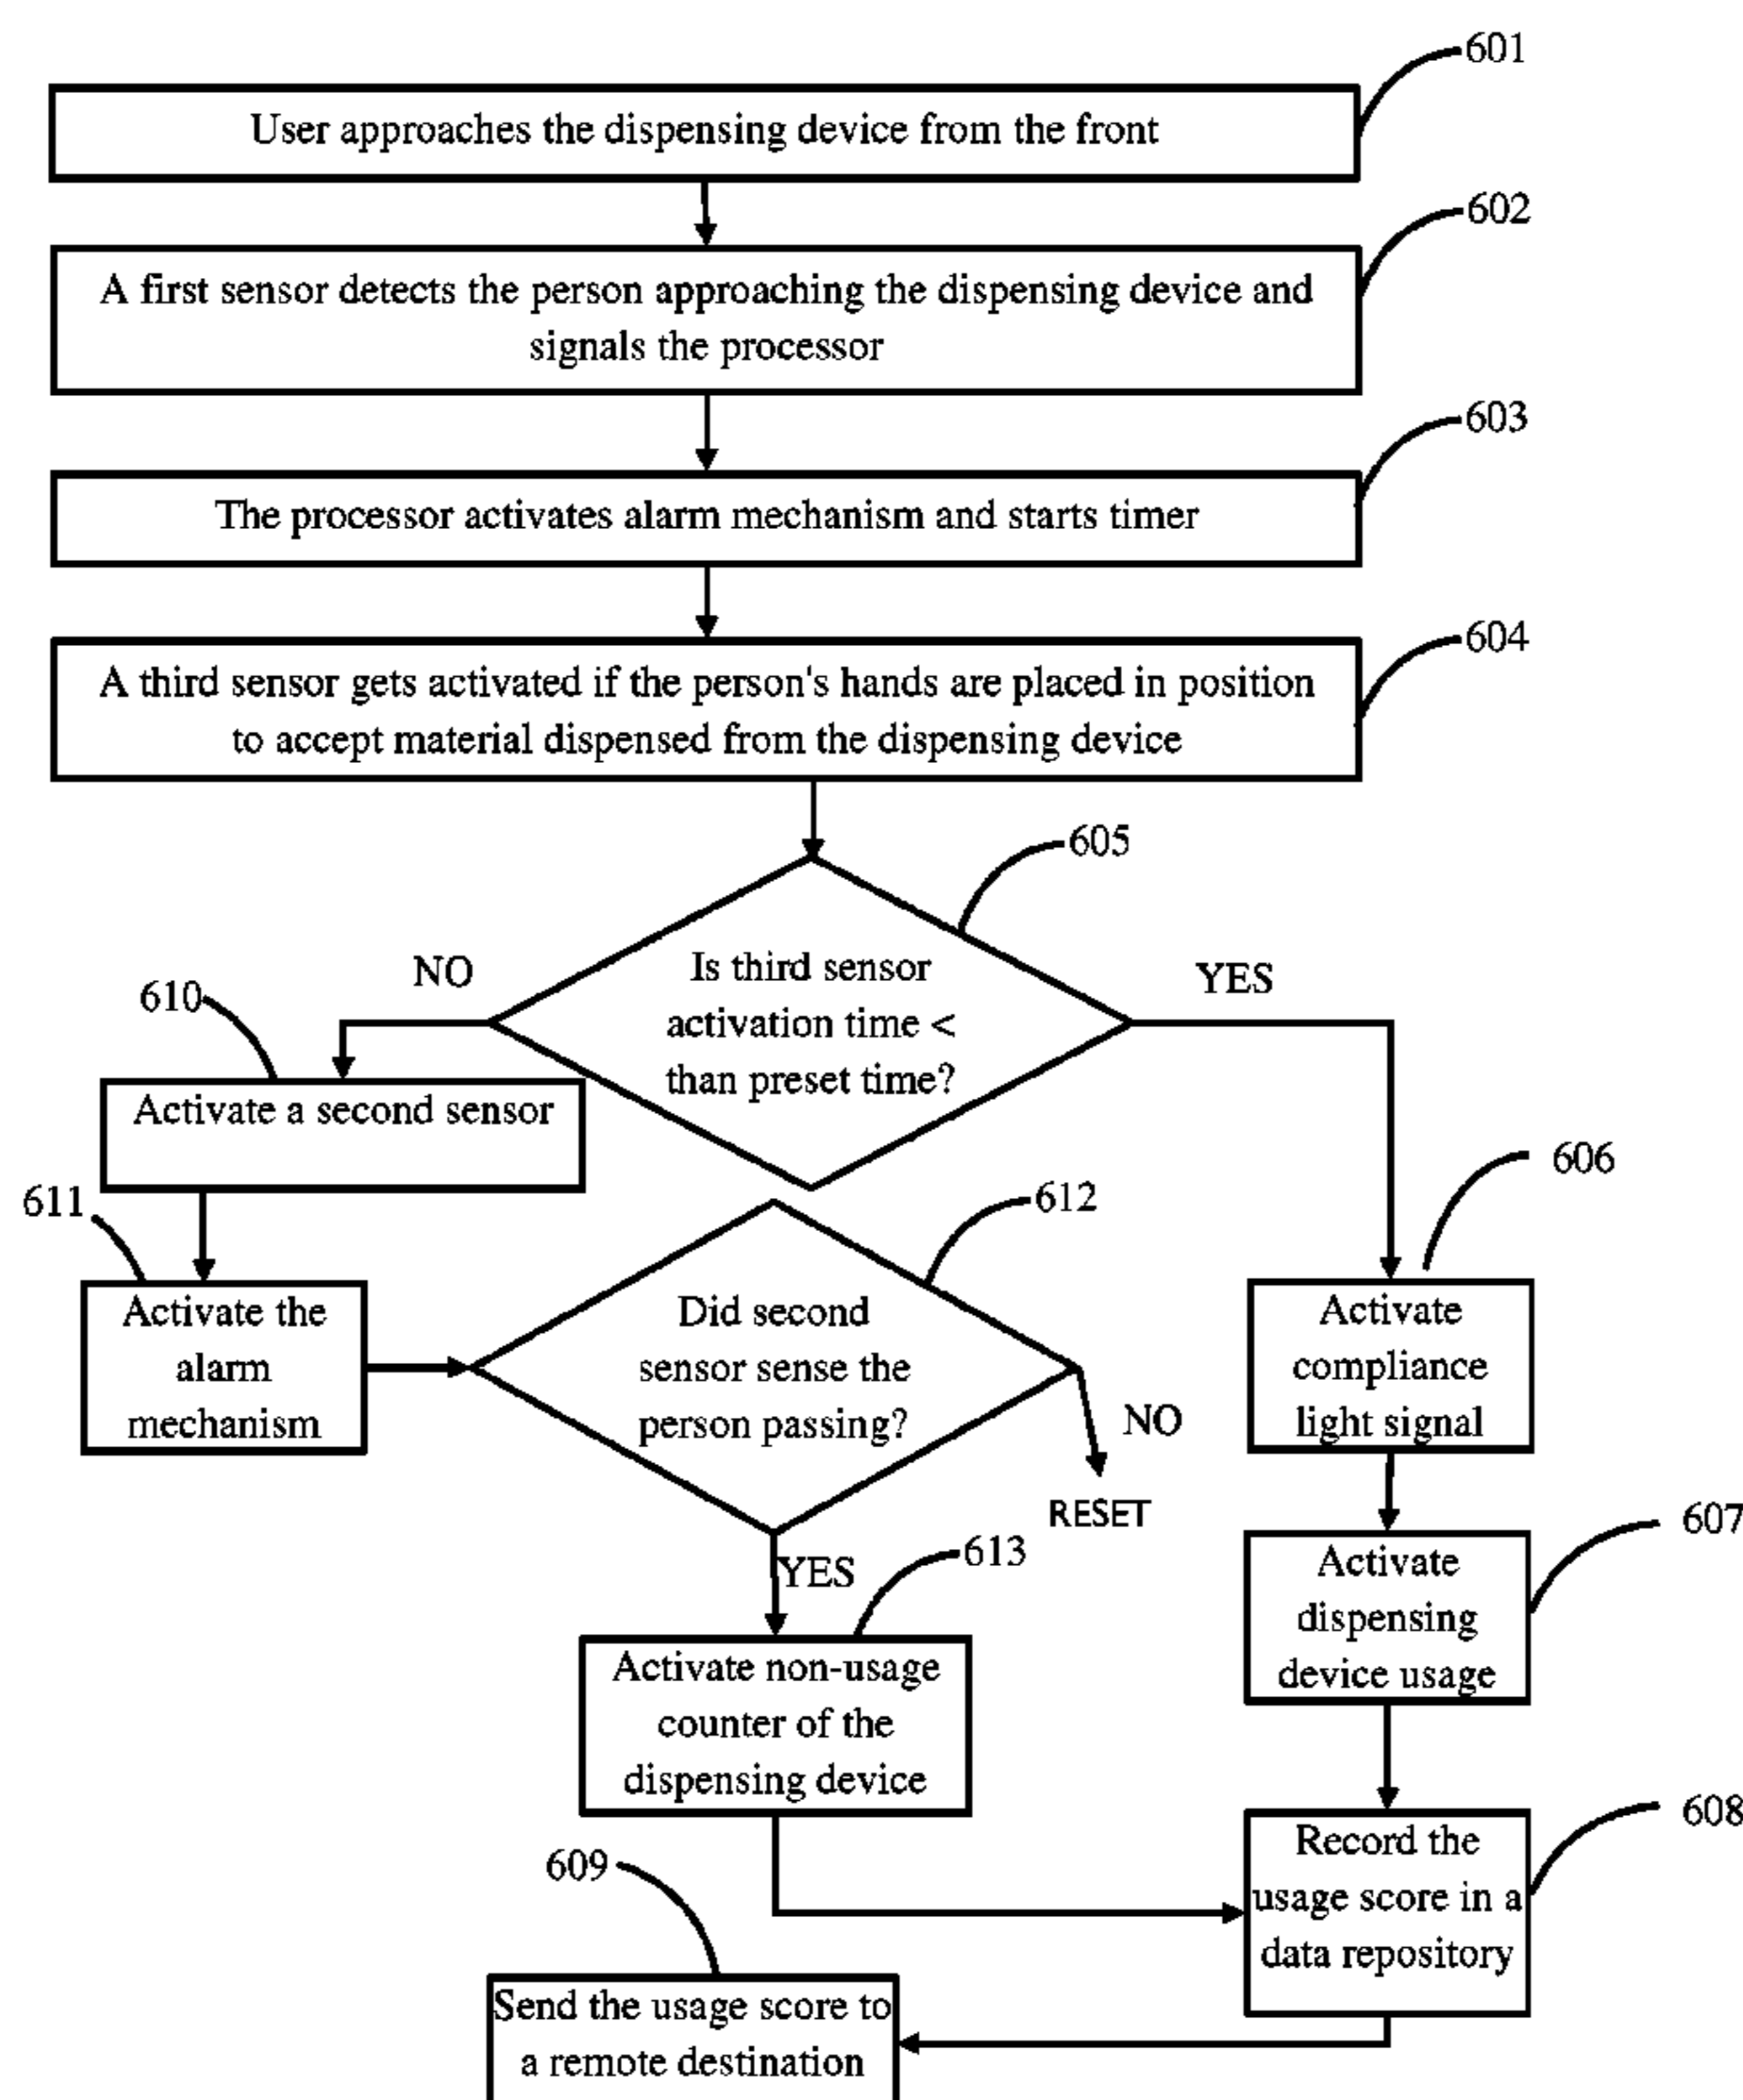 601
User approaches the dispensing device from the front
602
A first sensor detects the person approaching the dispensing device and
signals the processor
603
The processor activates alarm mechanism and starts timer
604
A third sensor gets activated if the person's hands are placed in position
to accept material dispensed from the dispensing device
605
Is third sensor
activation time <
than preset time?
NO
YES
610
Activate a second sensor
611
Activate the
alarm
mechanism
612
Did second
sensor sense the
person passing?
NO
RESET
YES
606
Activate
compliance
light signal
607
Activate
dispensing
device usage
613
Activate non-usage
counter of the
dispensing device
608
Record the
usage score in a
data repository
609
Send the usage score to
a remote destination